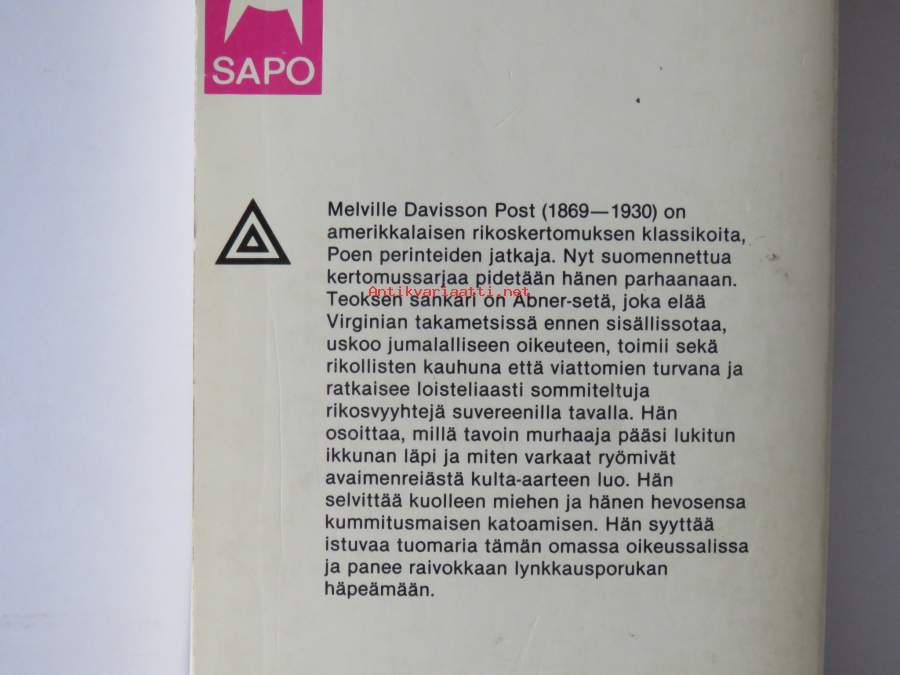 SAPO
Melville Davisson Post (1869—1930) on
amerikkalaisen rikoskertomuksen klassikoita,
Poen perinteiden jatkaja. Nyt suomennettua
kertomussarjaa pidetään hänen parhaanaan.
Antikvariaatti.net
Teoksen sankari on Abner-setä, joka elää
Virginian takametsissä ennen sisällissotaa,
uskoo jumalalliseen oikeuteen, toimii sekä
rikollisten kauhuna että viattomien turvana ja
ratkaisee loisteliaasti sommiteltuja
rikosvyyhtejä suvereenilla tavalla. Hän
osoittaa, millä tavoin murhaaja pääsi lukitun
ikkunan läpi ja miten varkaat ryömivät
avaimenreiästä kulta-aarteen luo. Hän
selvittää kuolleen miehen ja hänen hevosensa
kummitusmaisen katoamisen. Hän syyttää
istuvaa tuomaria tämän omassa oikeussalissa
ja panee raivokkaan lynkkausporukan
häpeämään.